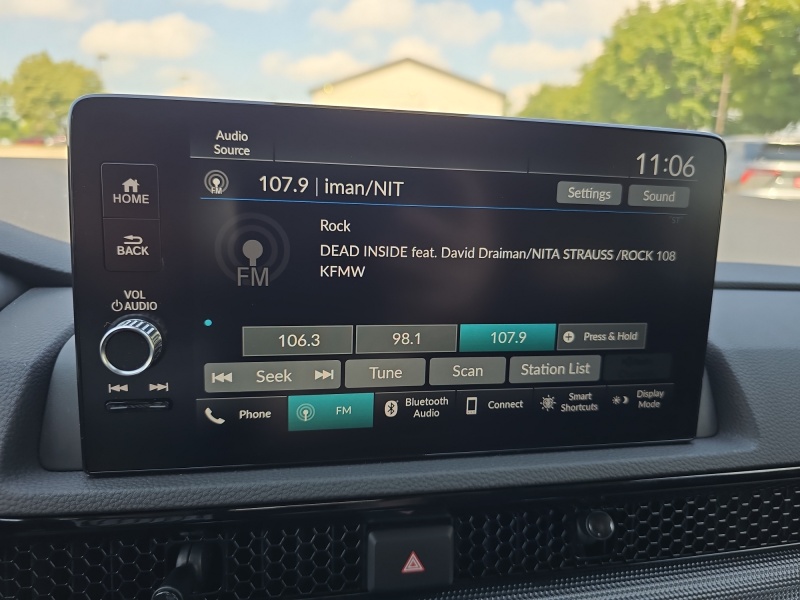 Audio
Source
11:06
HOME
FM
107.9 | iman/NIT
Settings
Sound
BACK
FM
Rock
DEAD INSIDE feat. David Draiman/NITA STRAUSS /ROCK 108
KFMW
VOL
AUDIO
106.3
98.1
107.9
Press & Hold
Seek
Tune
Scan
Station List
Phone
FM
Bluetooth
Audio
Connect
Smart
Shortcuts
Display
Mode